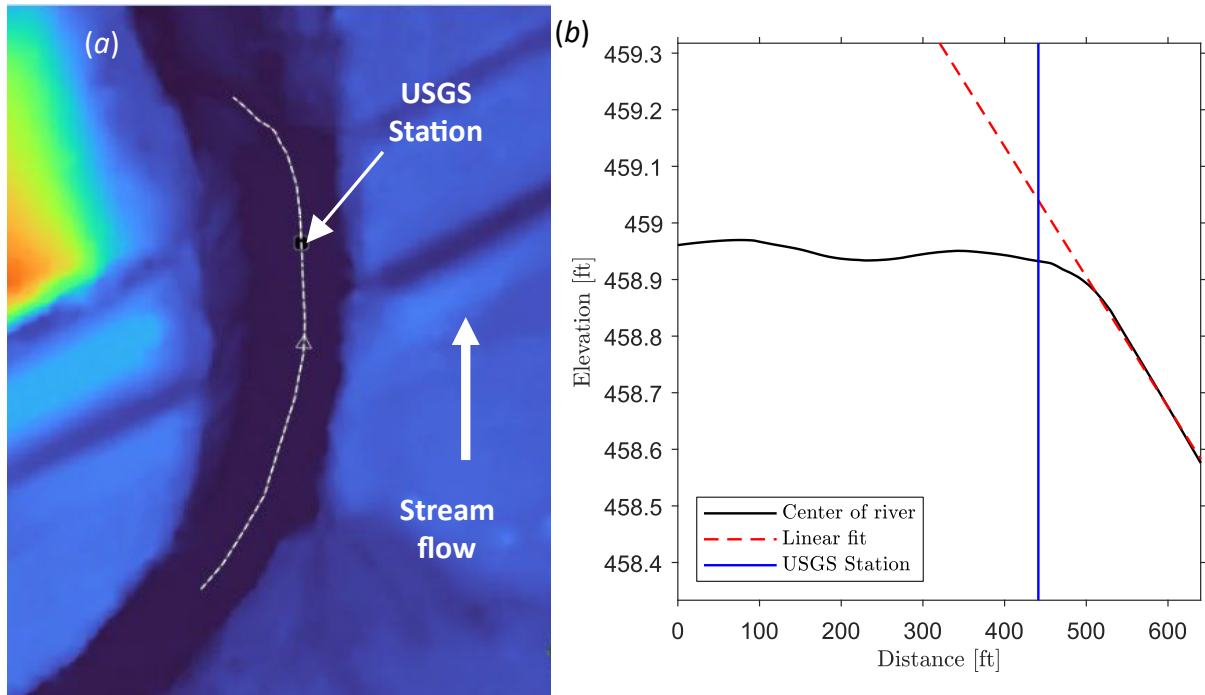 (a)
USGS
Station
Stream
flow
(b)
459.3
459.2
459.1
459
458.9
458.8
458.7
458.6
458.5
458.4
Elevation [ft]
Center of river
Linear fit
USGS Station
0 100 200 300 400 500 600
Distance [ft]